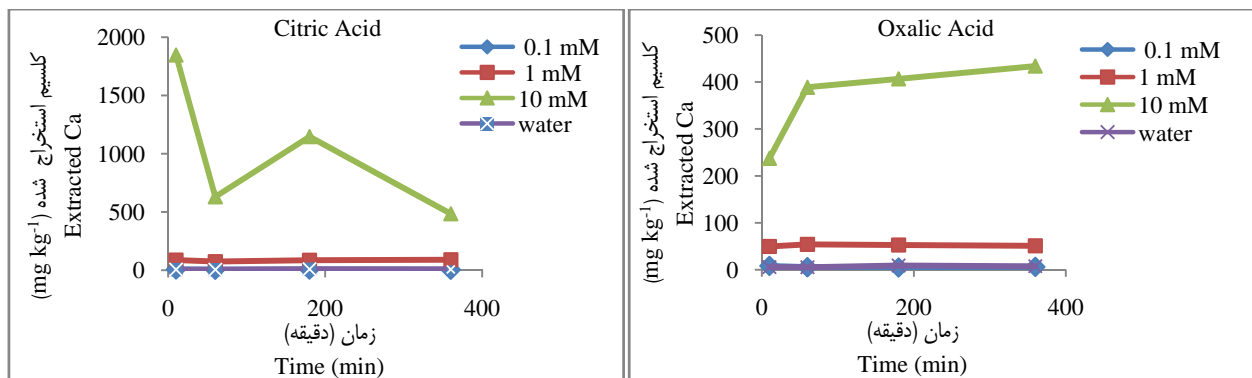 Citric Acid
کلسیم استخراج شده (mg kg-1)
Extracted Ca
2000
1500
1000
500
0
0 200 400
زمان (دقیقه)
Time (min)
0.1 mM
1 mM
10 mM
water
Oxalic Acid
کلسیم استخراج شده (mg kg-1)
Extracted Ca
500
400
300
200
100
0
0 200 400
زمان (دقیقه)
Time (min)
0.1 mM
1 mM
10 mM
water